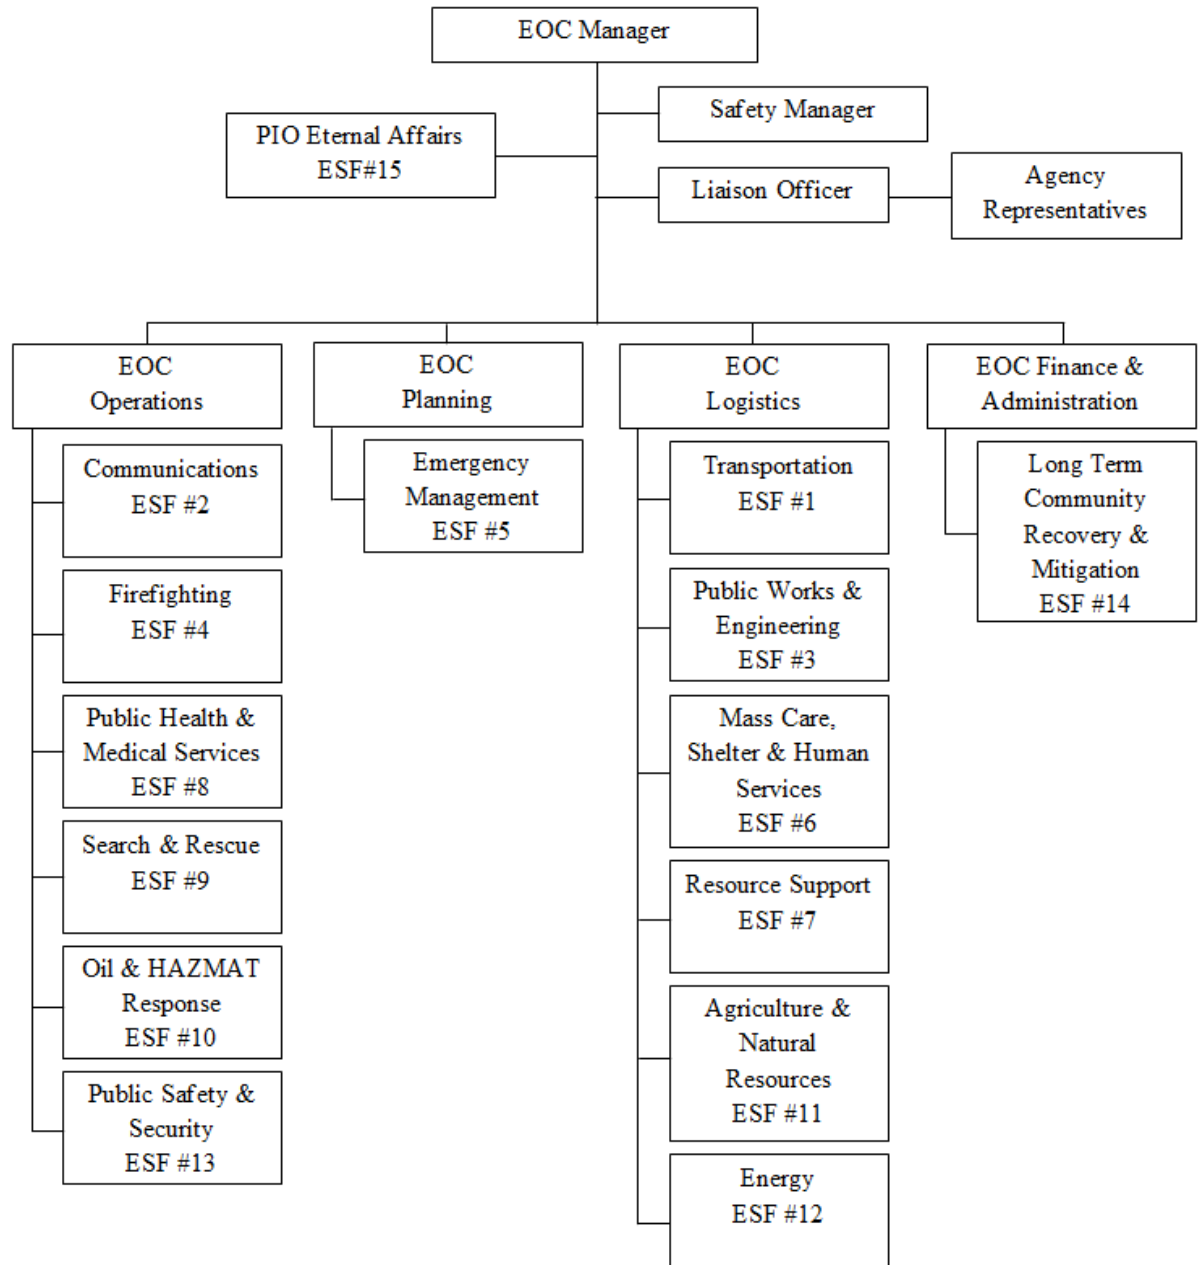 EOC Manager
Safety Manager
PIO Eternal Affairs
ESF#15
Liaison Officer
Agency
Representatives
EOC
Operations
EOC
Planning
EOC
Logistics
EOC Finance &
Administration
Communications
ESF #2
Firefighting
ESF #4
Public Health &
Medical Services
ESF #8
Search & Rescue
ESF #9
Oil & HAZMAT
Response
ESF #10
Public Safety &
Security
ESF #13
Emergency
Management
ESF #5
Transportation
ESF #1
Public Works &
Engineering
ESF #3
Mass Care,
Shelter & Human
Services
ESF #6
Resource Support
ESF #7
Agriculture &
Natural
Resources
ESF #11
Energy
ESF #12
Long Term
Community
Recovery &
Mitigation
ESF #14